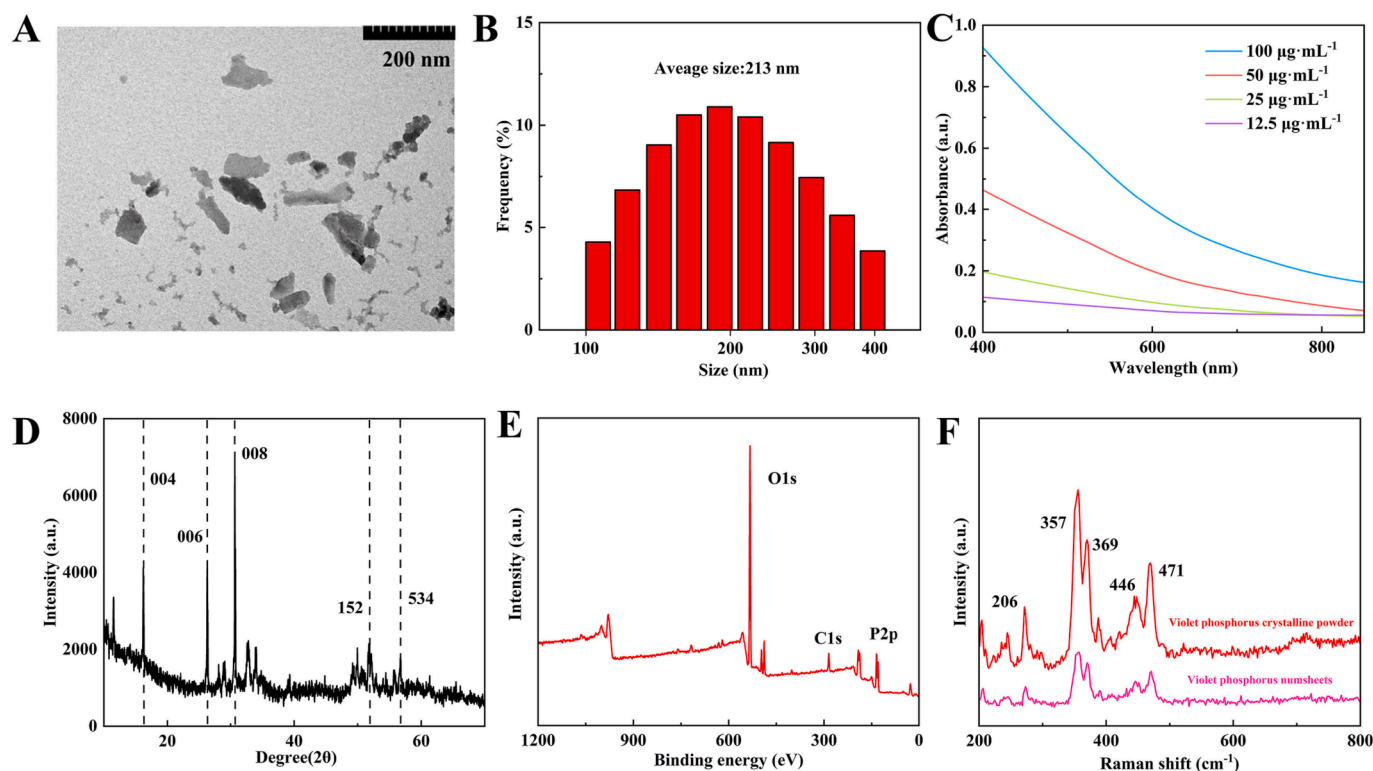 A
200 nm
B
Aveage size:213 nm
15
10
5
0
Frequency (%)
100
200
300
400
Size (nm)
C
100 μg·mL⁻¹
50 μg·mL⁻¹
25 μg·mL⁻¹
12.5 μg·mL⁻¹
1.0
0.8
0.6
0.4
0.2
0.0
Absorbance (a.u.)
400
600
800
Wavelength (nm)
D
8000
6000
4000
2000
0
Intensity (a.u.)
004
006
008
152
534
20
40
60
Degree(2θ)
E
Intensity (a.u.)
O1s
C1s
P2p
1200
900
600
300
0
Binding energy (eV)
F
Intensity (a.u.)
206
357
369
446
471
Violet phosphorus crystalline powder
Violet phosphorus numsheets
200
400
600
800
Raman shift (cm⁻¹)